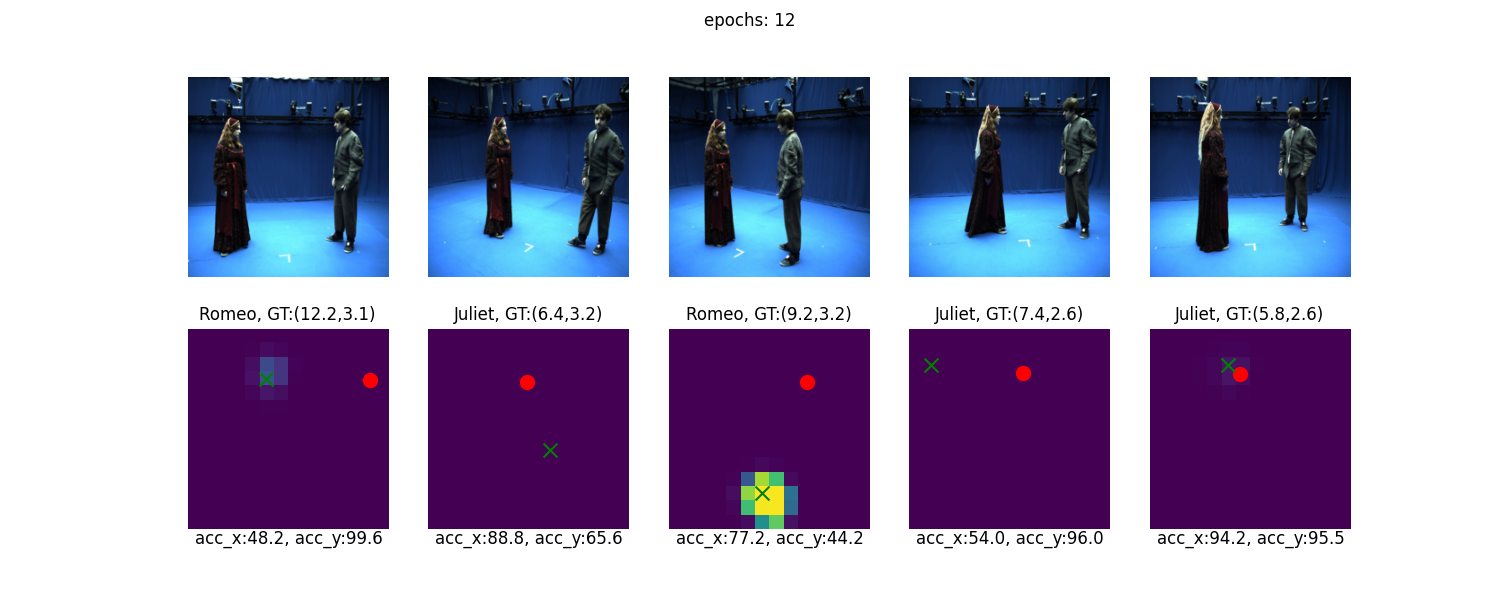 epochs: 12
Romeo, GT:(12.2,3.1)
Juliet, GT:(6.4,3.2)
Romeo, GT:(9.2,3.2)
Juliet, GT:(7.4,2.6)
Juliet, GT:(5.8,2.6)
acc_x:48.2, acc_y:99.6
acc_x:88.8, acc_y:65.6
acc_x:77.2, acc_y:44.2
acc_x:54.0, acc_y:96.0
acc_x:94.2, acc_y:95.5